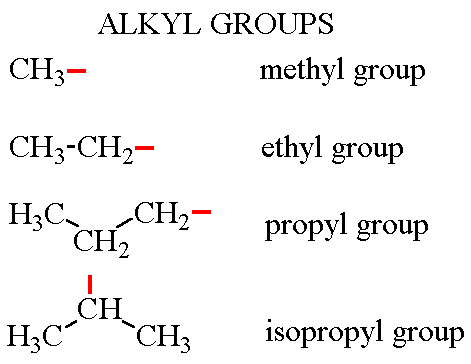 ALKYL GROUPS
CH₃– methyl group
CH₃-CH₂– ethyl group
H₃C CH₂– propyl group
CH₂
CH
H₃C CH₃ isopropyl group